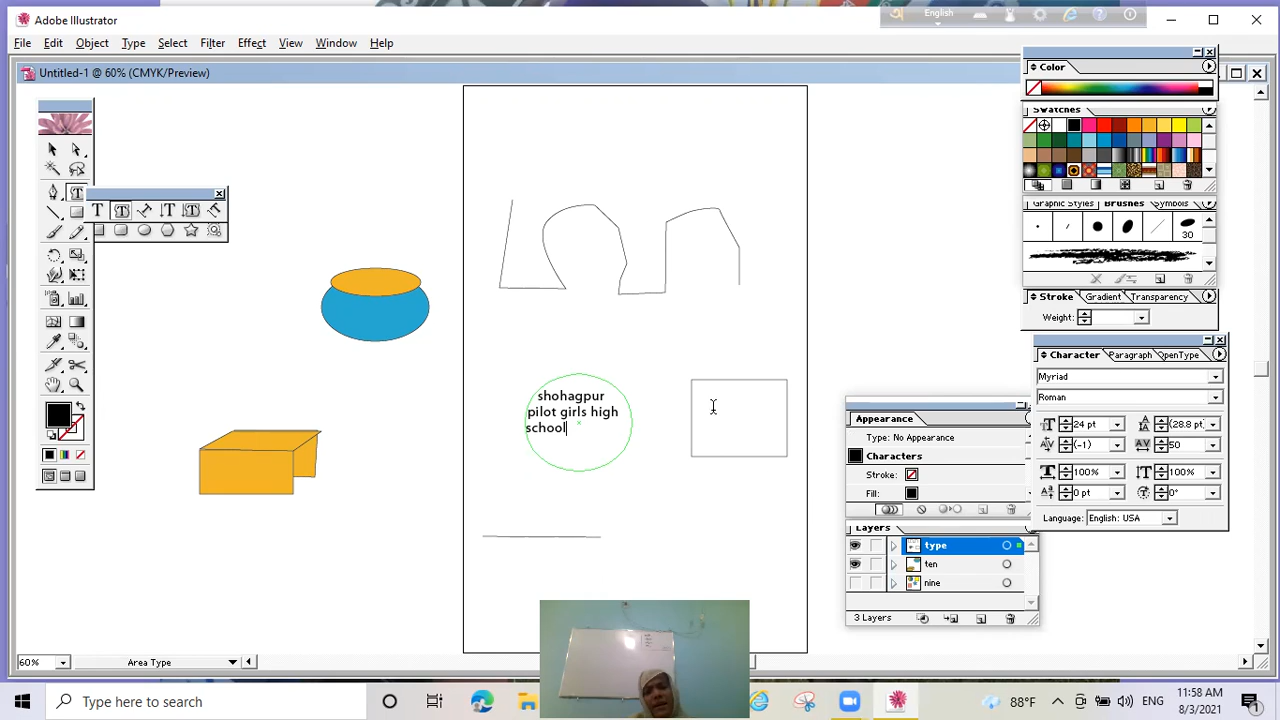 Adobe Illustrator
English
File Edit Object Type Select Filter Effect View Window Help
Untitled-1 @ 60% (CMYK/Preview)
Color
Swatches
Graphic Styles Brushes Symbols
30
Stroke Gradient Transparency
Weight:
Character Paragraph OpenType
Myriad
Roman
24 pt (28.8 pt)
(-1) 50
100% 100%
0 pt 0°
Language: English: USA
shohagpur
pilot girls high
school
Appearance
Type: No Appearance
Characters
Stroke:
Fill:
Layers
type
ten
nine
3 Layers
60% Area Type
Type here to search
88°F ENG 11:58 AM
8/3/2021